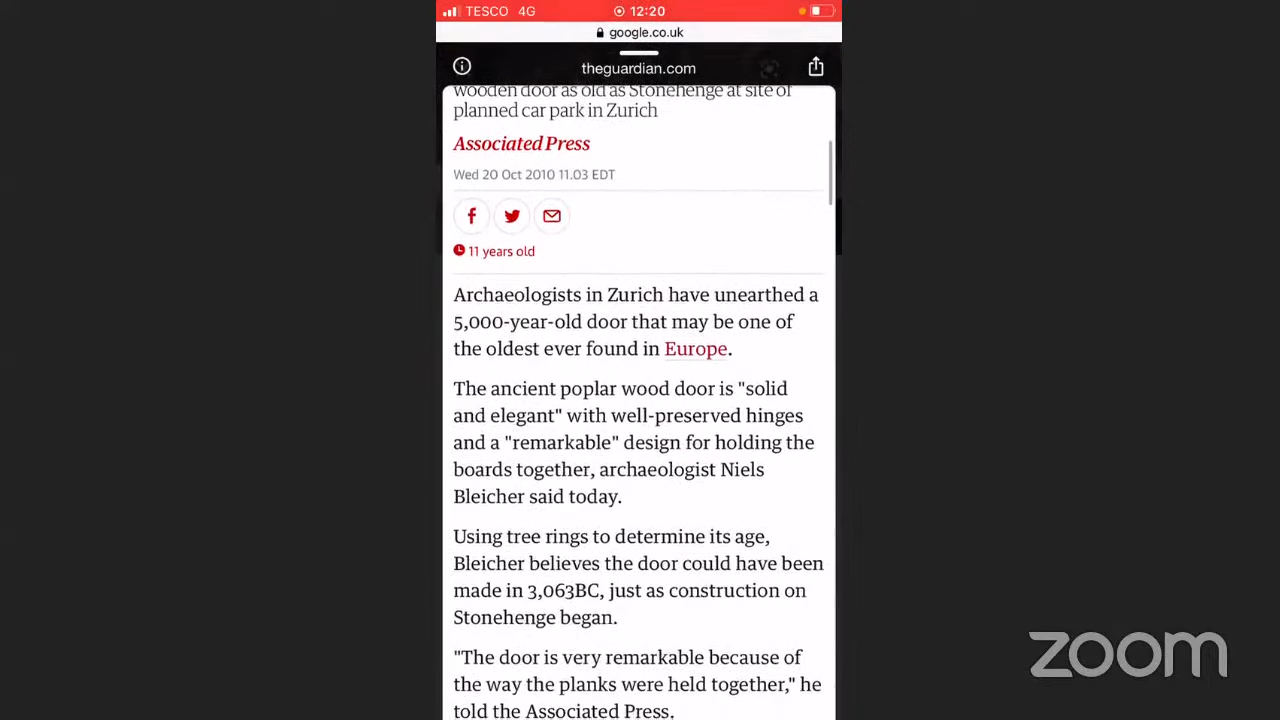 TESCO 4G 12:20
google.co.uk
theguardian.com
wooden door as old as Stonehenge at site of
planned car park in Zurich
Associated Press
Wed 20 Oct 2010 11.03 EDT
11 years old
Archaeologists in Zurich have unearthed a
5,000-year-old door that may be one of
the oldest ever found in Europe.
The ancient poplar wood door is "solid
and elegant" with well-preserved hinges
and a "remarkable" design for holding the
boards together, archaeologist Niels
Bleicher said today.
Using tree rings to determine its age,
Bleicher believes the door could have been
made in 3,063BC, just as construction on
Stonehenge began.
"The door is very remarkable because of
the way the planks were held together," he
told the Associated Press.
zoom